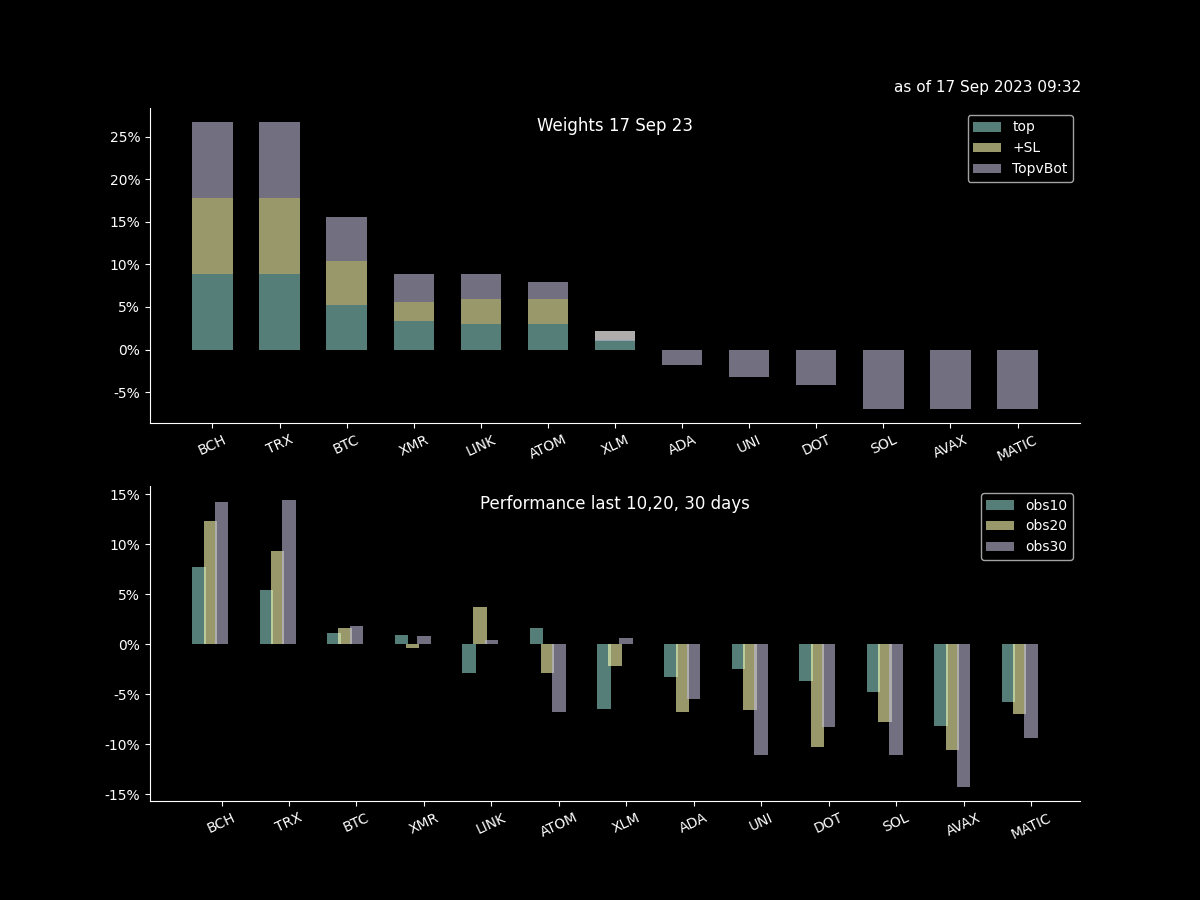 as of 17 Sep 2023 09:32
Weights 17 Sep 23
top
+SL
TopvBot
25%
20%
15%
10%
5%
0%
-5%
BCH TRX BTC XMR LINK ATOM XLM ADA UNI DOT SOL AVAX MATIC
Performance last 10,20, 30 days
obs10
obs20
obs30
15%
10%
5%
0%
-5%
-10%
-15%
BCH TRX BTC XMR LINK ATOM XLM ADA UNI DOT SOL AVAX MATIC